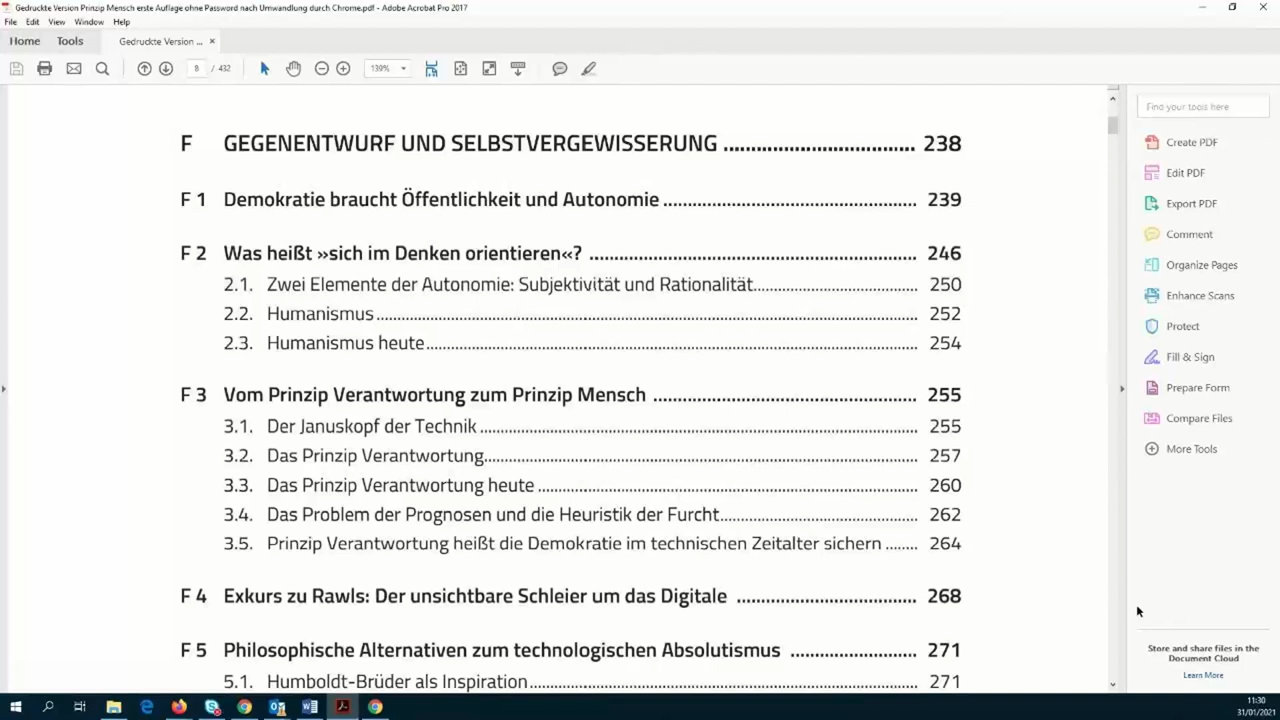 Gedruckte Version Prinzip Mensch erste Auflage ohne Password nach Umwandlung durch Chrome.pdf - Adobe Acrobat Pro 2017
File Edit View Window Help
Home Tools Gedruckte Version ... ×
8 / 432 139%
Find your tools here
Create PDF
Edit PDF
Export PDF
Comment
Organize Pages
Enhance Scans
Protect
Fill & Sign
Prepare Form
Compare Files
More Tools
Store and share files in the
Document Cloud
Learn More
F GEGENENTWURF UND SELBSTVERGEWISSERUNG ................................. 238
F 1 Demokratie braucht Öffentlichkeit und Autonomie ............................................. 239
F 2 Was heißt »sich im Denken orientieren«? ......................................................... 246
2.1. Zwei Elemente der Autonomie: Subjektivität und Rationalität.................................. 250
2.2. Humanismus................................................................................................ 252
2.3. Humanismus heute....................................................................................... 254
F 3 Vom Prinzip Verantwortung zum Prinzip Mensch .............................................. 255
3.1. Der Januskopf der Technik ............................................................................. 255
3.2. Das Prinzip Verantwortung............................................................................ 257
3.3. Das Prinzip Verantwortung heute ................................................................... 260
3.4. Das Problem der Prognosen und die Heuristik der Furcht...................................... 262
3.5. Prinzip Verantwortung heißt die Demokratie im technischen Zeitalter sichern ....... 264
F 4 Exkurs zu Rawls: Der unsichtbare Schleier um das Digitale ................................ 268
F 5 Philosophische Alternativen zum technologischen Absolutismus ...................... 271
5.1. Humboldt-Brüder als Inspiration..................................................................... 271
11:30
31/01/2021